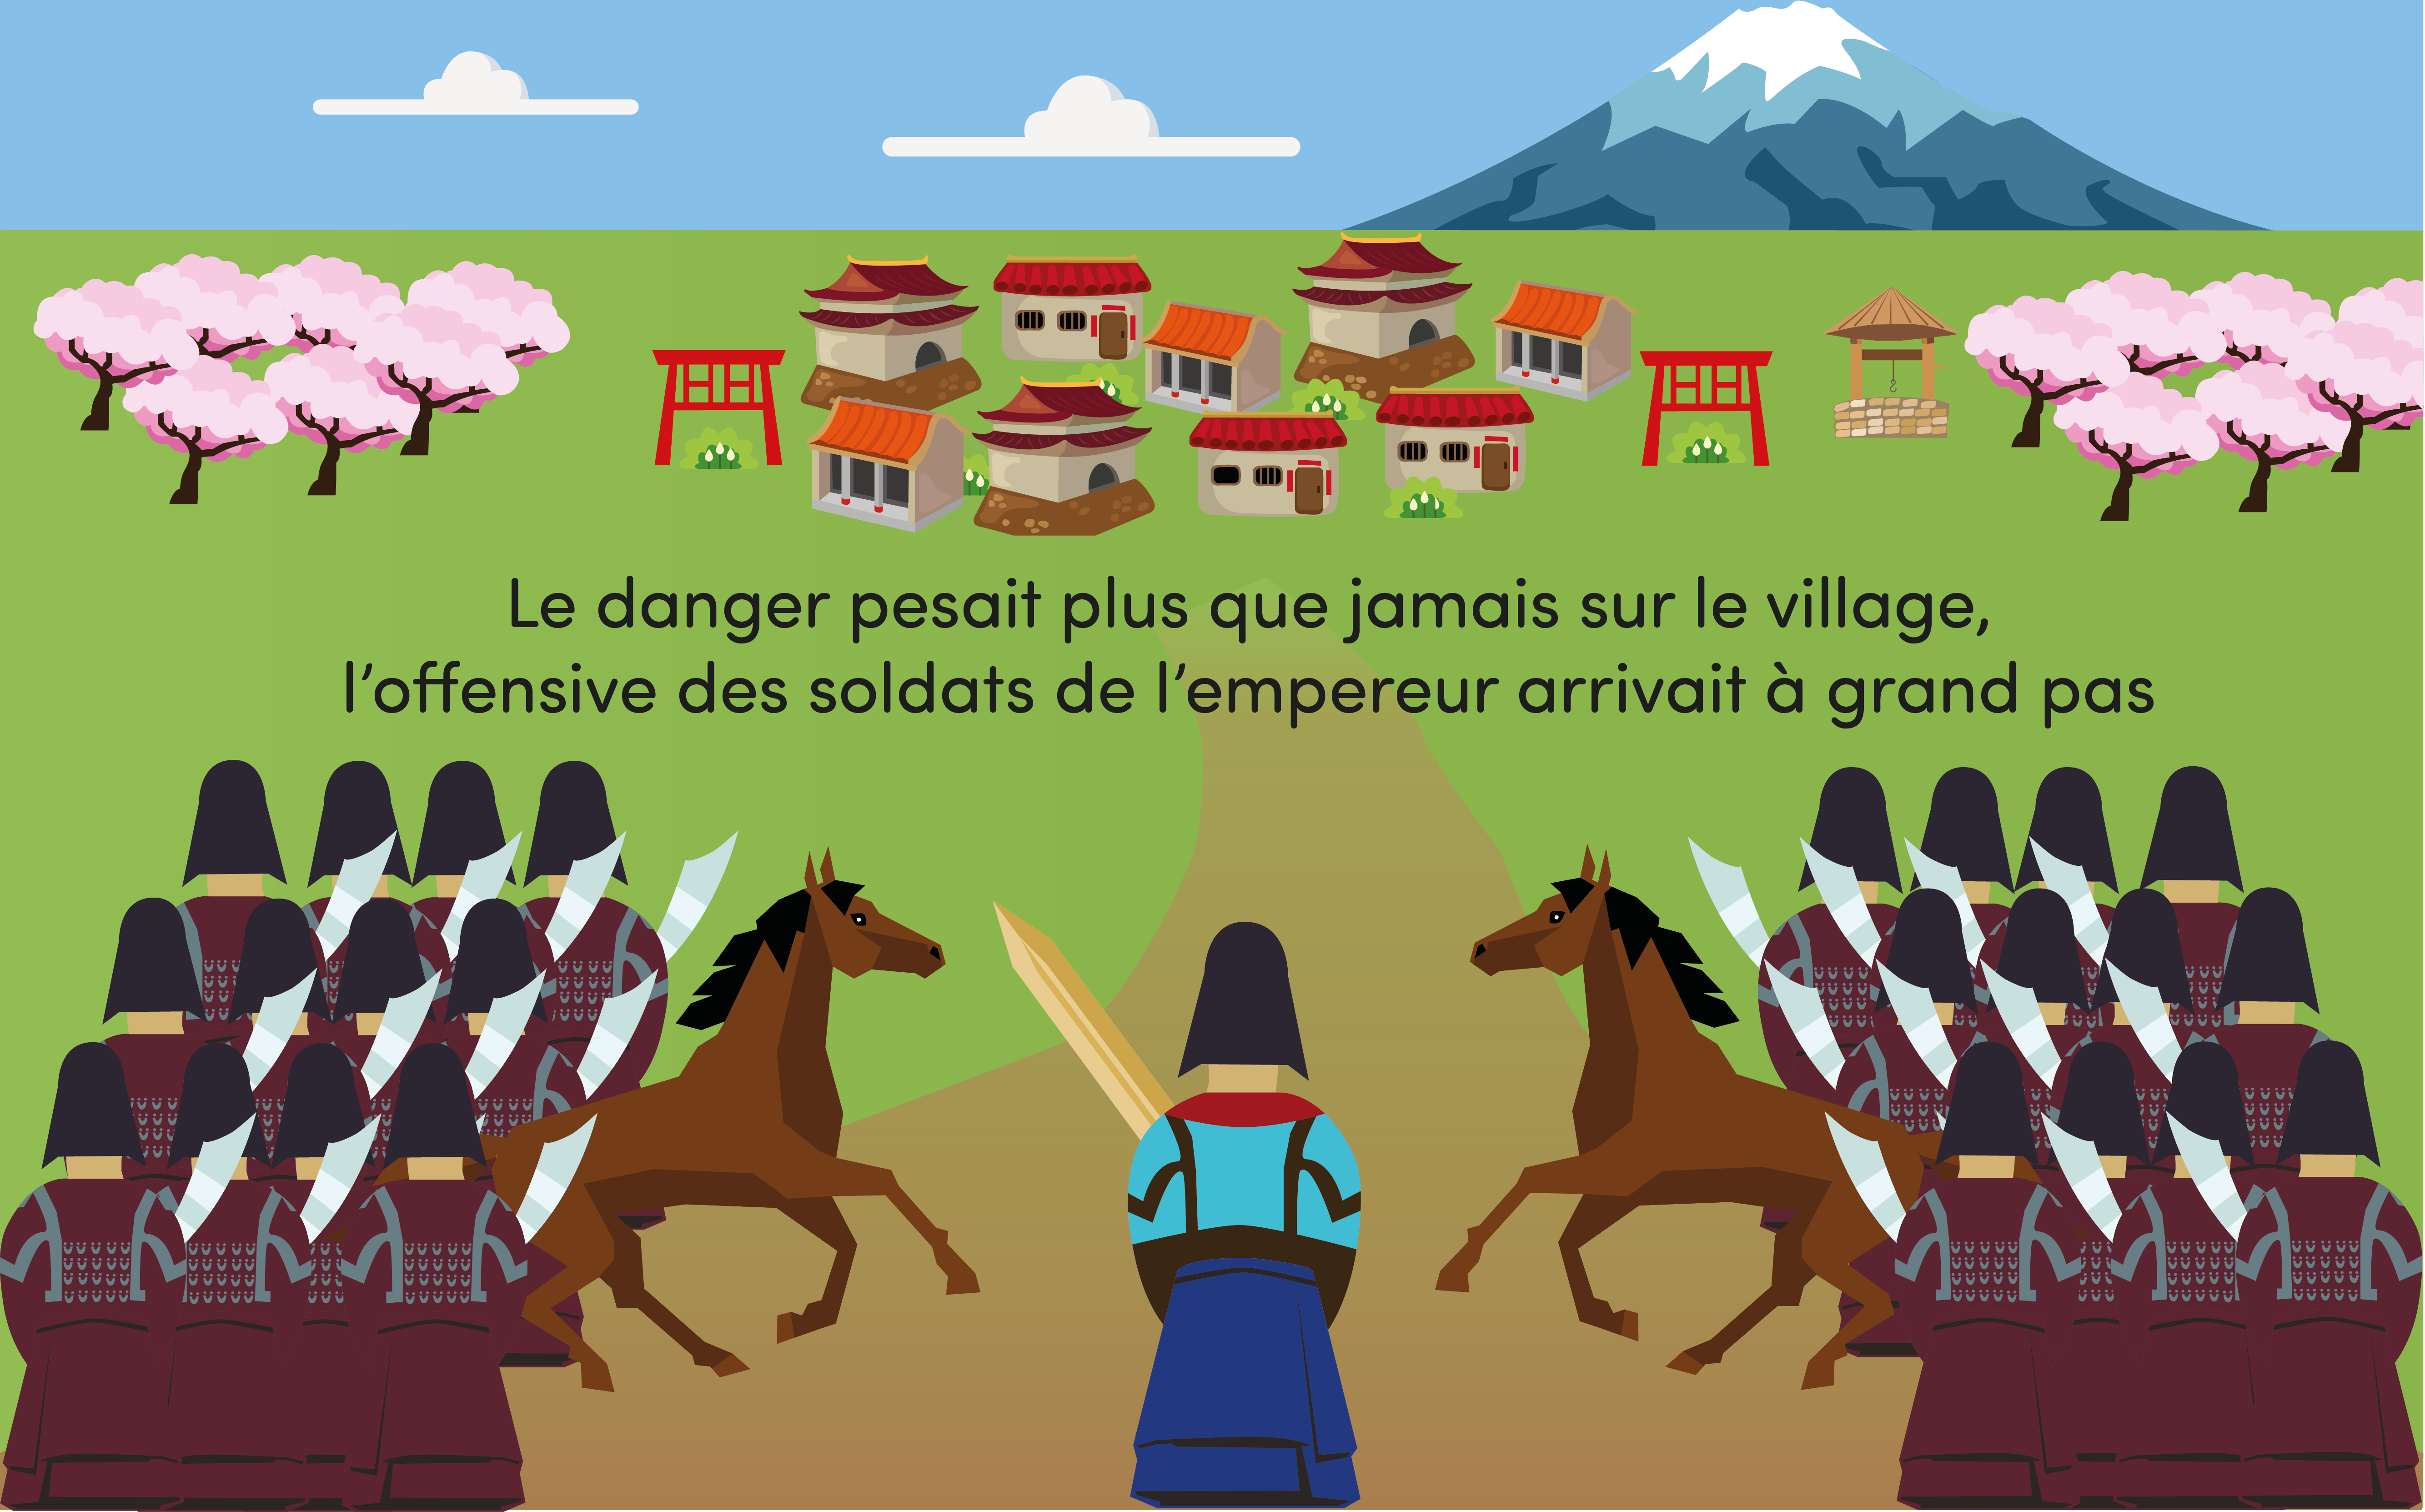 Le danger pesait plus que jamais sur le village,
l’offensive des soldats de l’empereur arrivait à grand pas